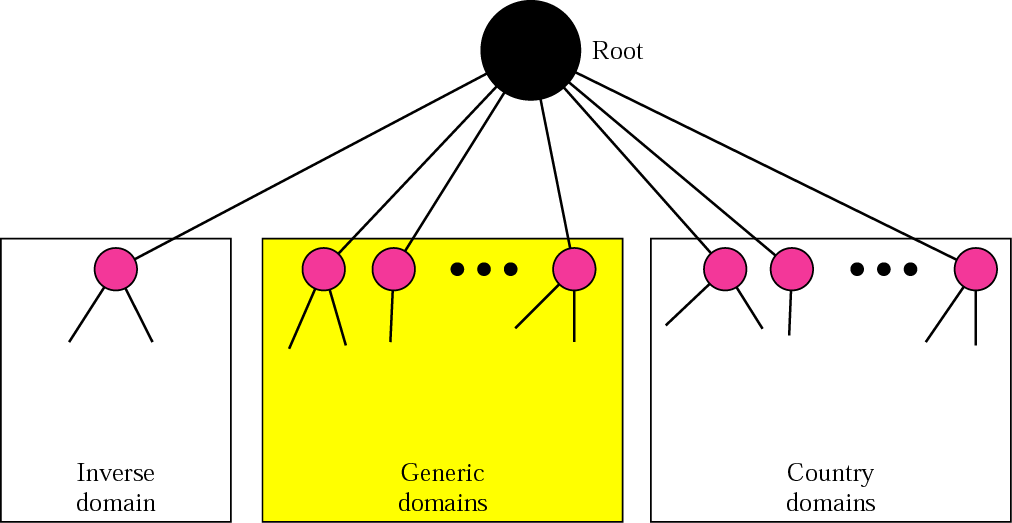 Root
Inverse
domain
Generic
domains
Country
domains